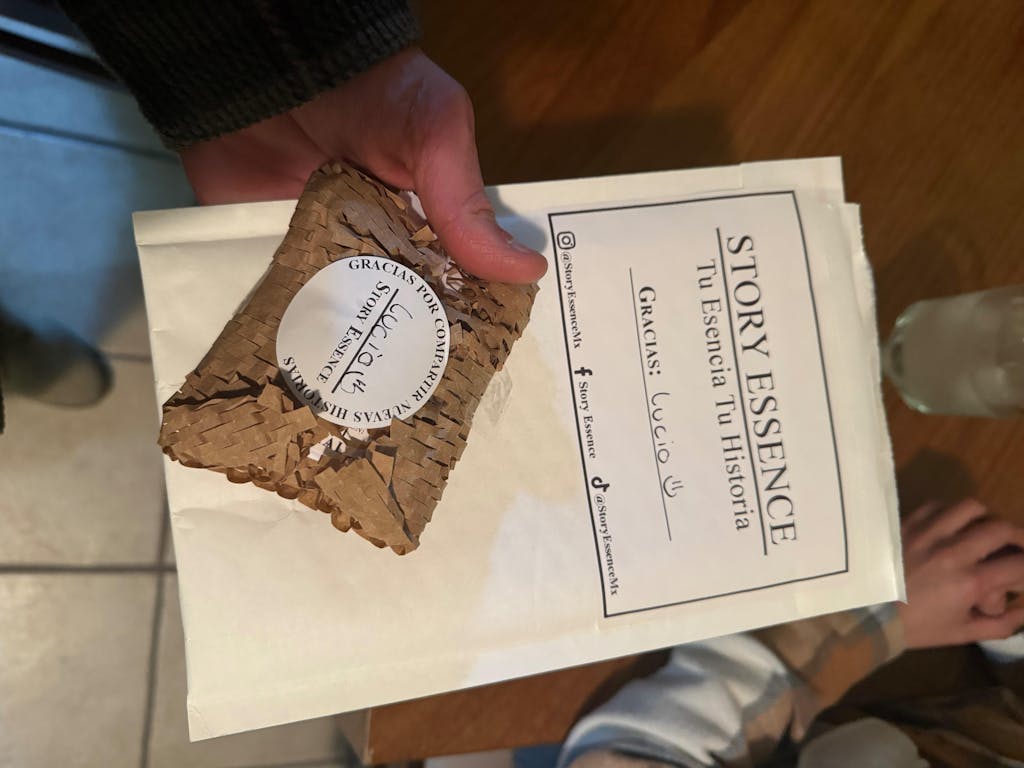 STORY ESSENCE
Tu Esencia Tu Historia
GRACIAS: Lucio
@StoryEssenceMx Story Essence @StoryEssenceMx
GRACIAS POR COMPARTIR NUEVAS HISTORIAS
Lucia
STORY ESSENCE